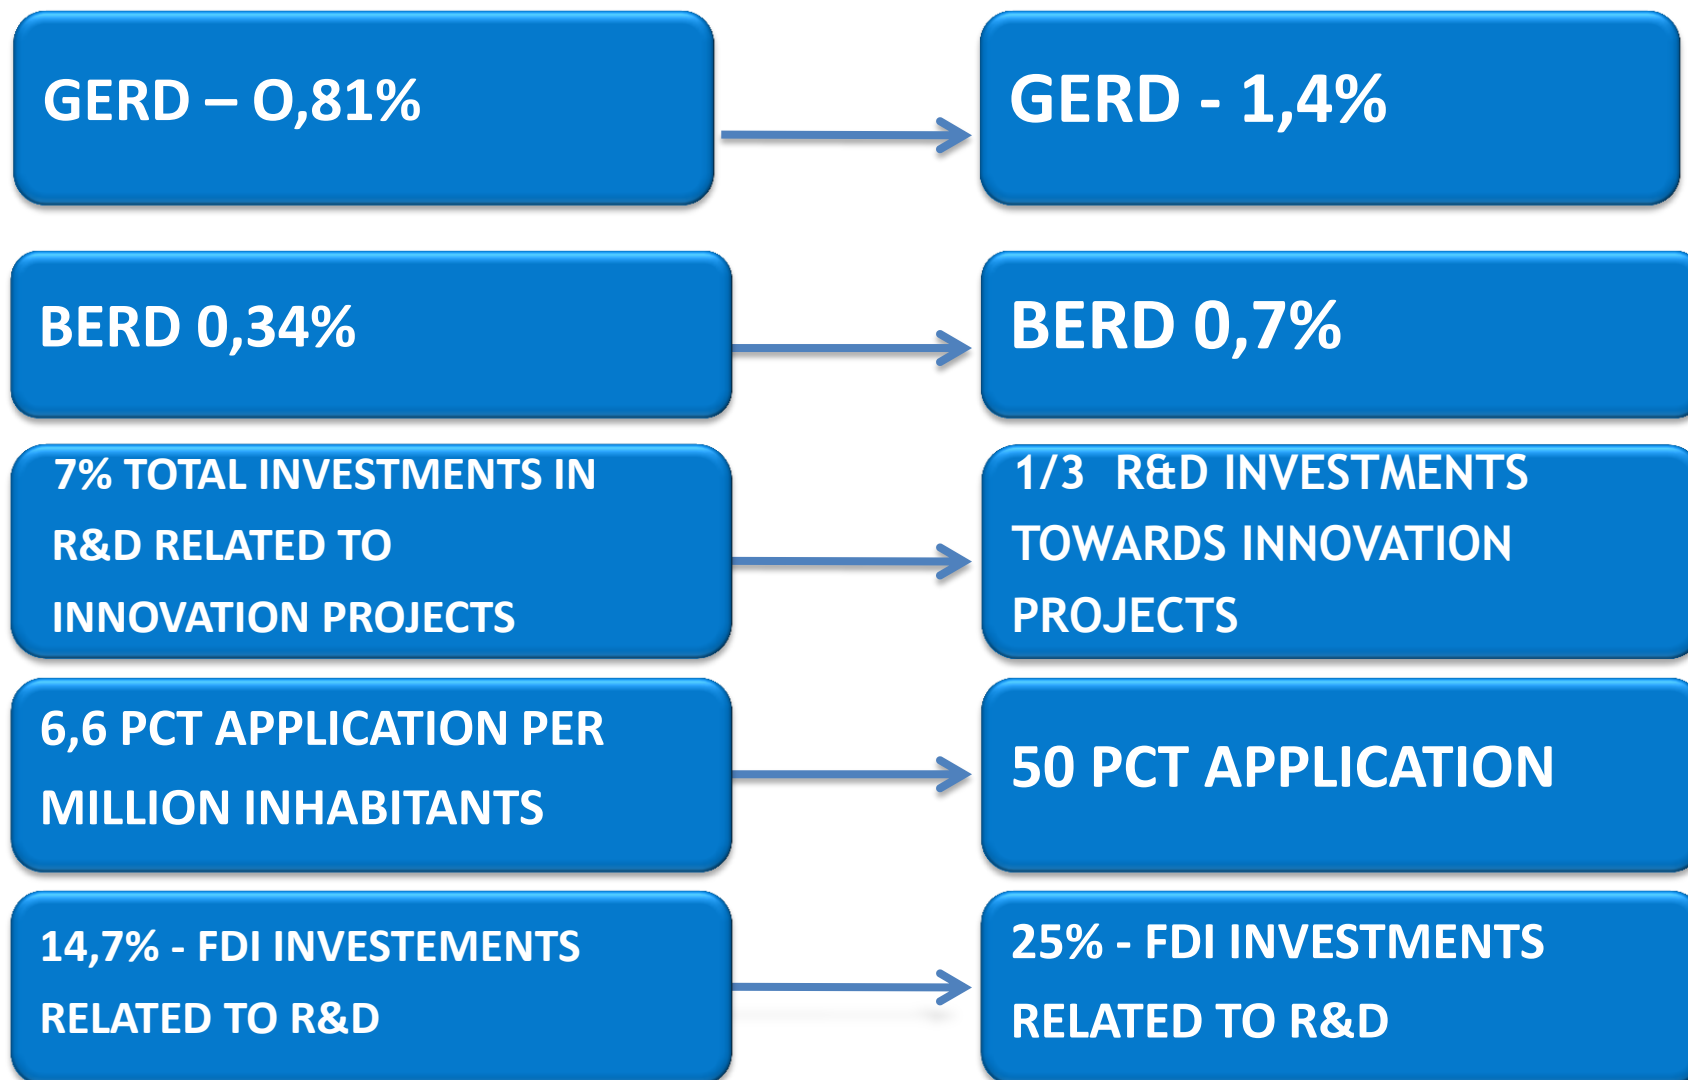 GERD – O,81%
GERD - 1,4%
BERD 0,34%
BERD 0,7%
7% TOTAL INVESTMENTS IN
R&D RELATED TO
INNOVATION PROJECTS
1/3 R&D INVESTMENTS
TOWARDS INNOVATION
PROJECTS
6,6 PCT APPLICATION PER
MILLION INHABITANTS
50 PCT APPLICATION
14,7% - FDI INVESTEMENTS
RELATED TO R&D
25% - FDI INVESTMENTS
RELATED TO R&D